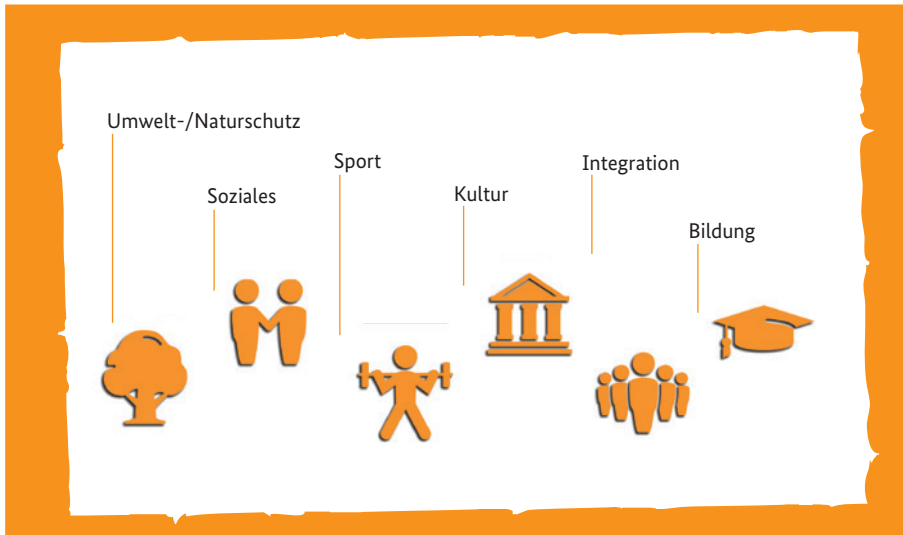 Umwelt-/Naturschutz
Soziales
Sport
Kultur
Integration
Bildung